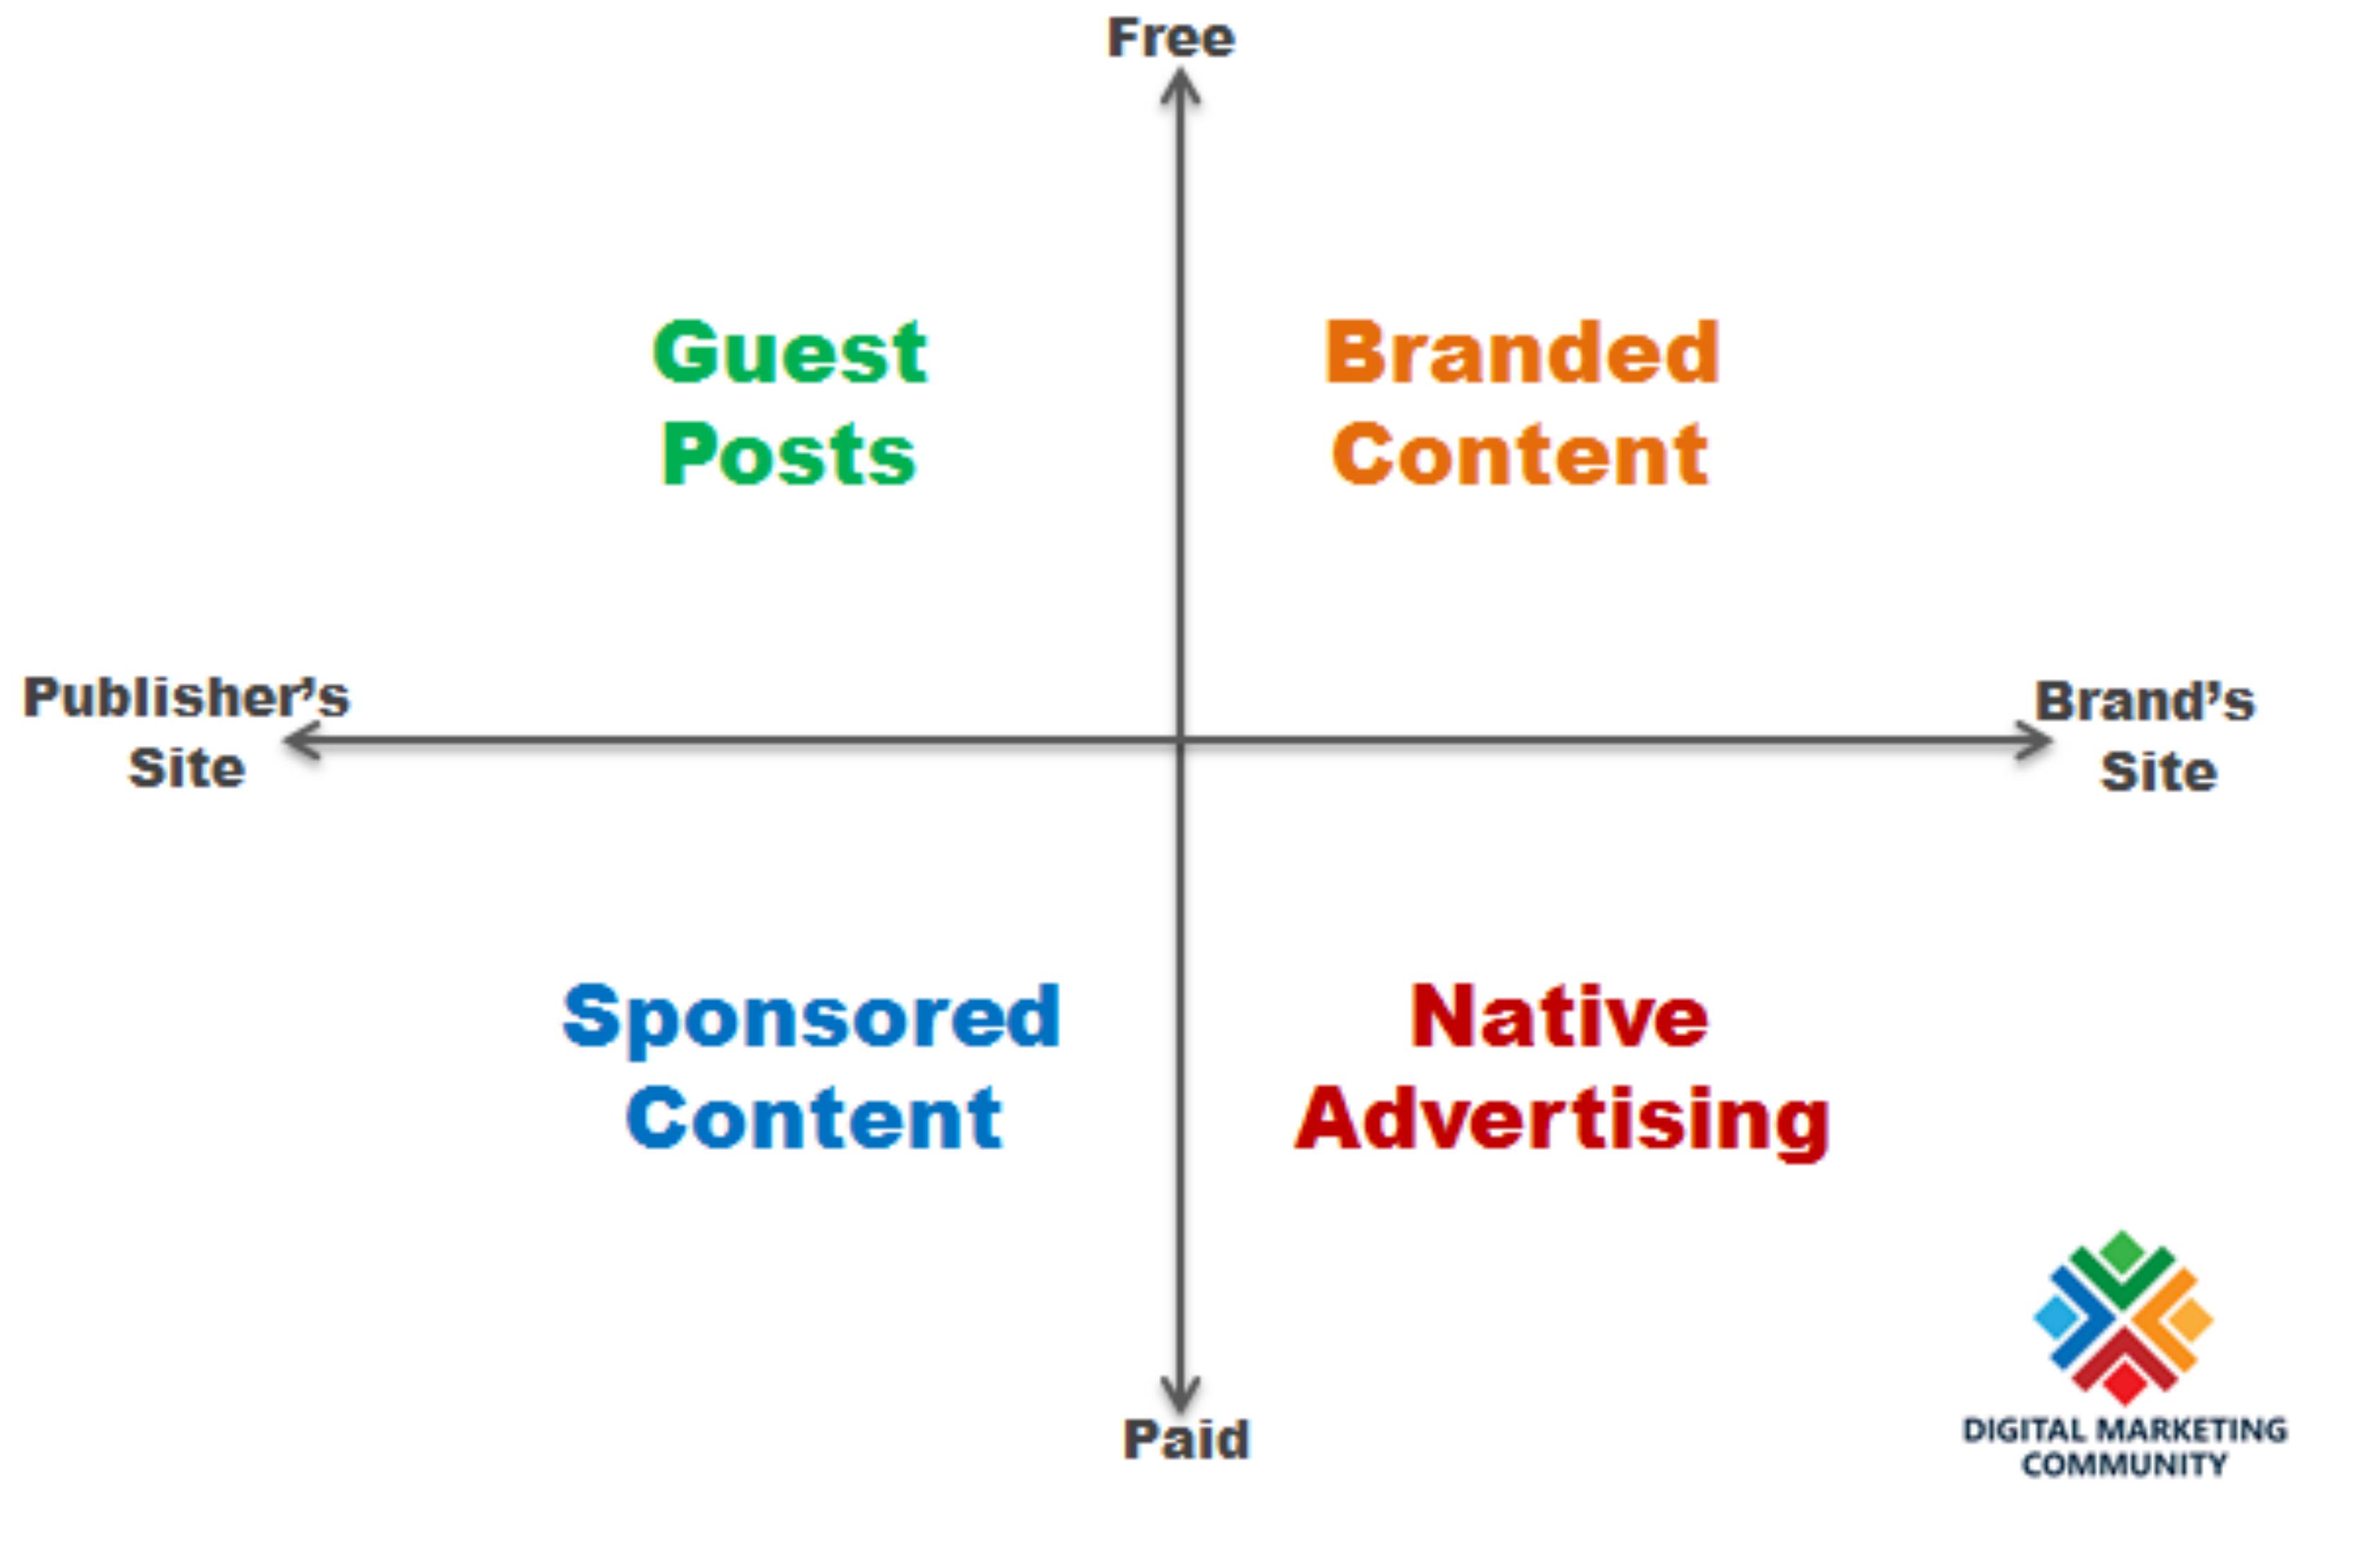 Free
Guest
Posts
Branded
Content
Publisher's
Site
Brand's
Site
Sponsored
Content
Native
Advertising
Paid
DIGITAL MARKETING
COMMUNITY